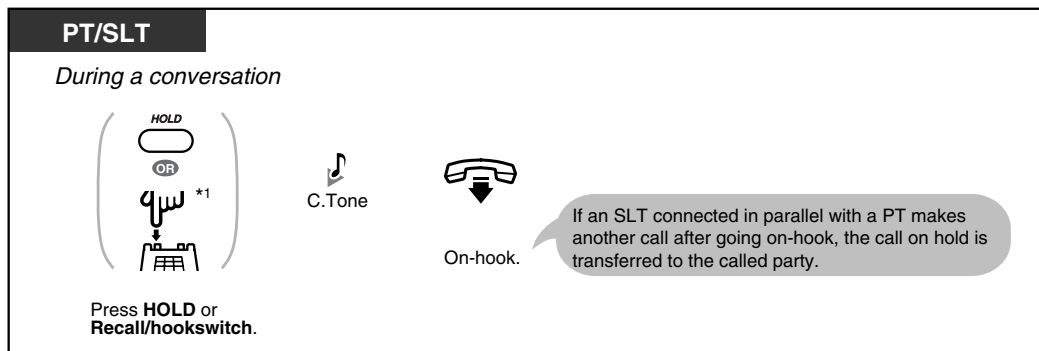 PT/SLT
During a conversation
HOLD
OR
*1
C.Tone
On-hook.
If an SLT connected in parallel with a PT makes
another call after going on-hook, the call on hold is
transferred to the called party.
Press HOLD or
Recall/hookswitch.